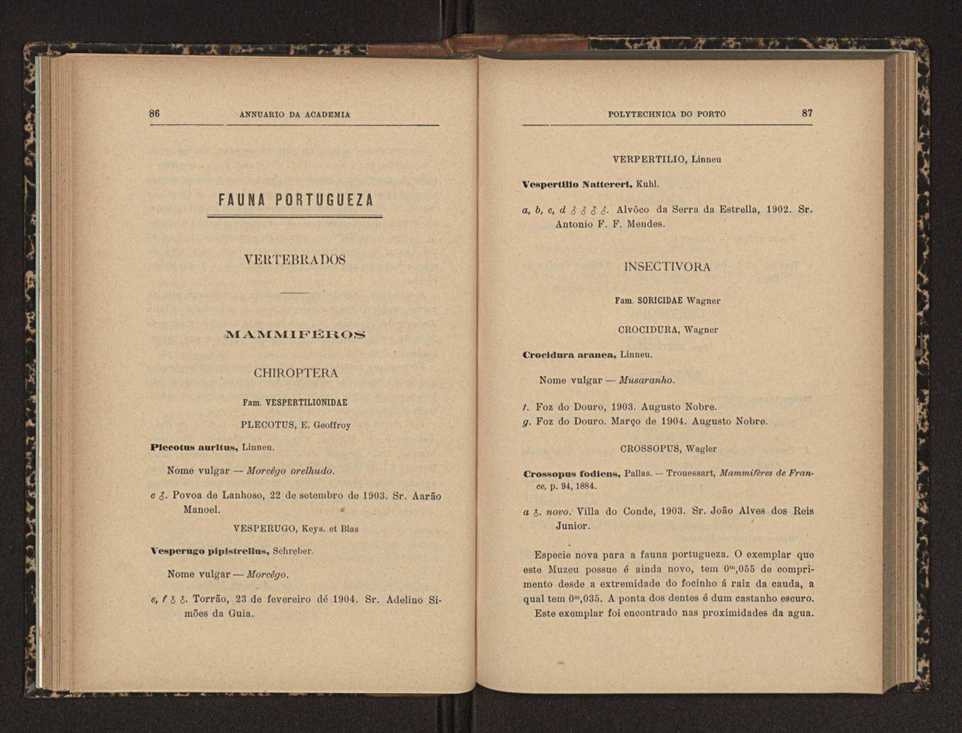 86
ANNUARIO DA ACADEMIA
FAUNA PORTUGUEZA
VERTEBRADOS
MAMMIFÉROS
CHIROPTERA
Fam. VESPERTILIONIDAE
PLECOTUS, E. Geoffroy
Plecotus auritus, Linneu.
Nome vulgar — Morcêgo orelhudo.
e ♂. Povoa de Lanhoso, 22 de setembro de 1903. Sr. Aarão
Manoel.
VESPERUGO, Keys. et Blas
Vesperugo pipistrellus, Schreber.
Nome vulgar — Morcêgo.
e, f ♂ ♂. Torrão, 23 de fevereiro dé 1904. Sr. Adelino Si-
mões da Guia.
POLYTECHNICA DO PORTO
87
VERPERTILIO, Linneu
Vespertilio Nattereri, Kuhl.
a, b, c, d ♂ ♂ ♂ ♂. Alvôco da Serra da Estrella, 1902. Sr.
Antonio F. F. Mendes.
INSECTIVORA
Fam. SORICIDAE Wagner
CROCIDURA, Wagner
Crocidura aranea, Linneu.
Nome vulgar — Musaranho.
f. Foz do Douro, 1903. Augusto Nobre.
g. Foz do Douro. Março de 1904. Augusto Nobre.
CROSSOPUS, Wagler
Crossopus fodiens, Pallas. — Trouessart, Mammifères de Fran-
ce, p. 94, 1884.
a ♂. novo. Villa do Conde, 1903. Sr. João Alves dos Reis
Junior.
Especie nova para a fauna portugueza. O exemplar que
este Muzeu possue é ainda novo, tem 0ᵐ,055 de compri-
mento desde a extremidade do focinho á raiz da cauda, a
qual tem 0ᵐ,035. A ponta dos dentes é dum castanho escuro.
Este exemplar foi encontrado nas proximidades da agua.